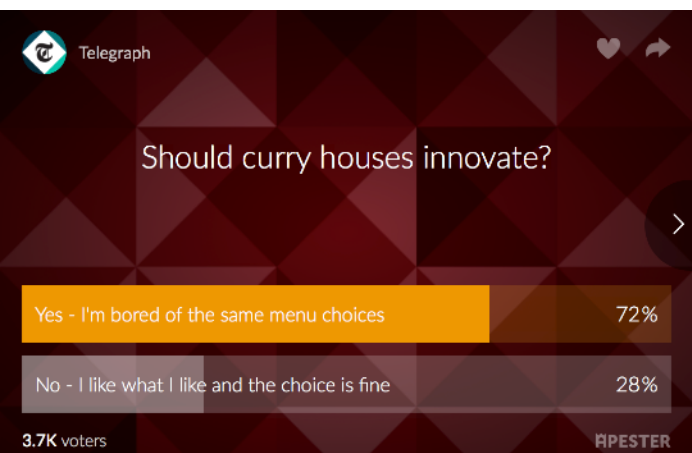 Telegraph
Should curry houses innovate?
Yes - I'm bored of the same menu choices 72%
No - I like what I like and the choice is fine 28%
3.7K voters APESTER